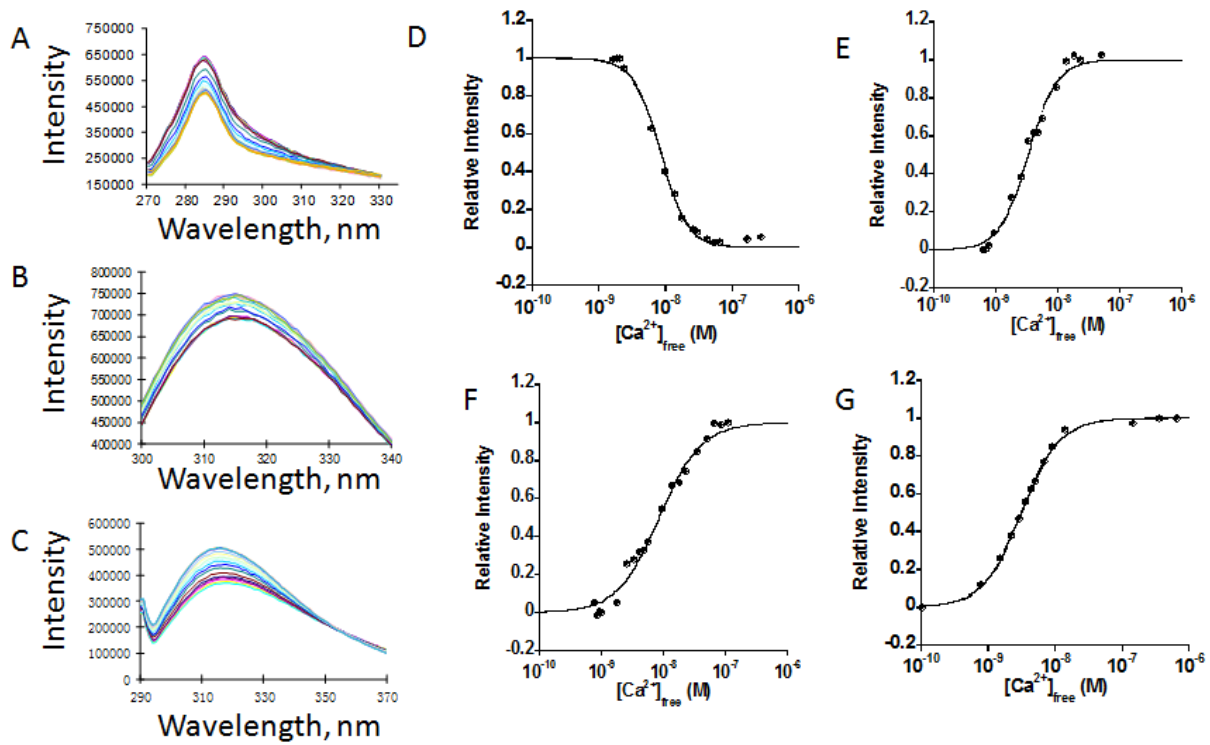 A
Intensity
750000
650000
550000
450000
350000
250000
150000
270 280 290 300 310 320 330
Wavelength, nm
B
Intensity
800000
750000
700000
650000
600000
550000
500000
450000
400000
300 310 320 330 340
Wavelength, nm
C
Intensity
600000
500000
400000
300000
200000
100000
0
290 310 330 350 370
Wavelength, nm
D
Relative Intensity
1.2
1
0.8
0.6
0.4
0.2
0
-0.2
10-10 10-9 10-8 10-7 10-6
[Ca2+]free (M)
E
Relative Intensity
1.2
1
0.8
0.6
0.4
0.2
0
-0.2
10-10 10-9 10-8 10-7 10-6
[Ca2+]free (M)
F
Relative Intensity
1.2
1
0.8
0.6
0.4
0.2
0
-0.2
10-10 10-9 10-8 10-7 10-6
[Ca2+]free (M)
G
Relative Intensity
1.2
1
0.8
0.6
0.4
0.2
0
-0.2
10-10 10-9 10-8 10-7 10-6
[Ca2+]free (M)